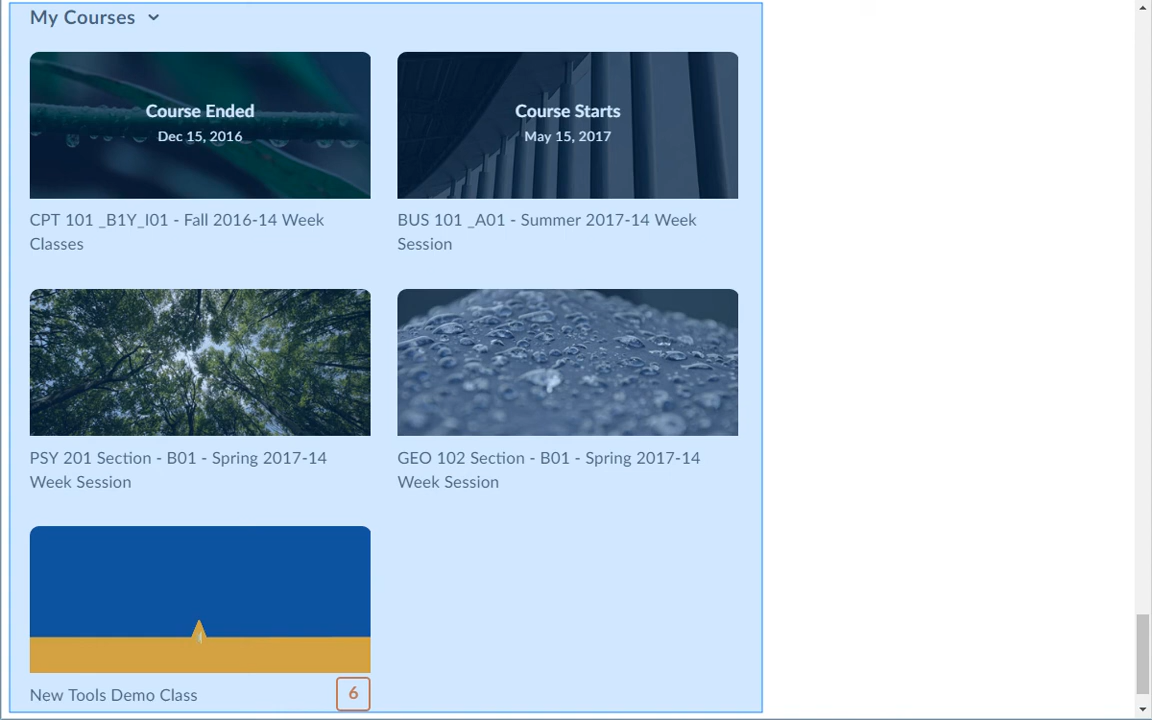 My Courses
Course Ended
Dec 15, 2016
Course Starts
May 15, 2017
CPT 101 _B1Y_I01 - Fall 2016-14 Week
Classes
BUS 101 _A01 - Summer 2017-14 Week
Session
PSY 201 Section - B01 - Spring 2017-14
Week Session
GEO 102 Section - B01 - Spring 2017-14
Week Session
New Tools Demo Class
6